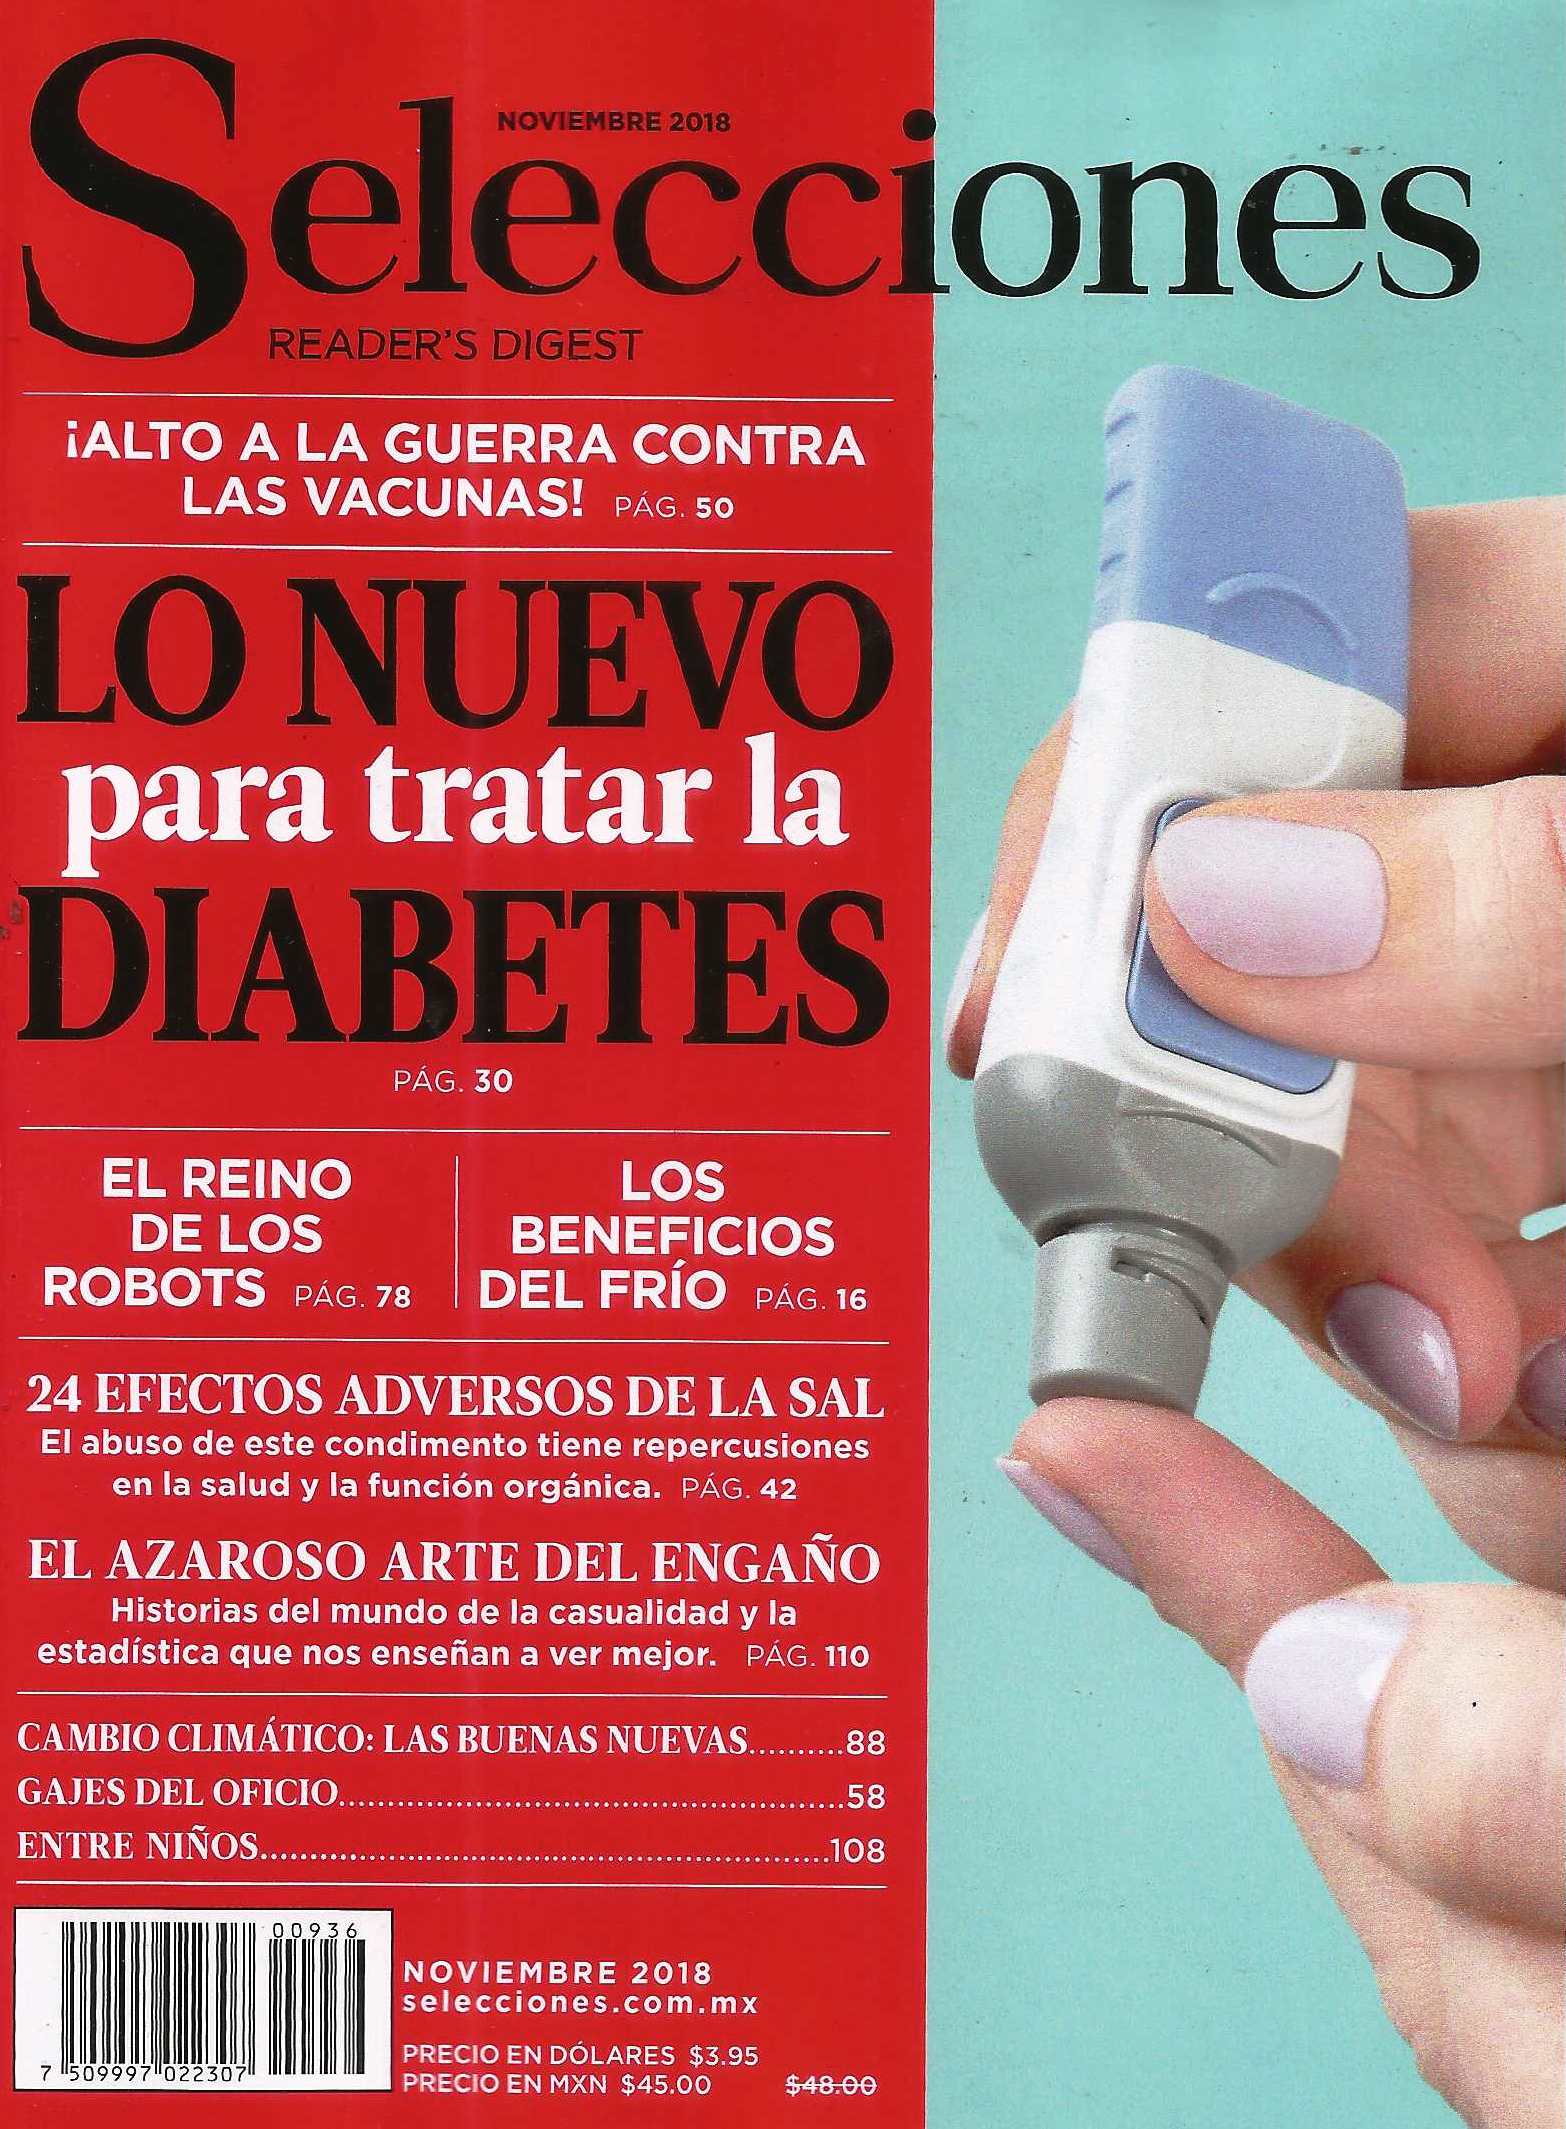 NOVIEMBRE 2018
Selecciones
READER'S DIGEST
¡ALTO A LA GUERRA CONTRA
LAS VACUNAS! PÁG. 50
LO NUEVO
para tratar la
DIABETES
PÁG. 30
EL REINO
DE LOS
ROBOTS PÁG. 78
LOS
BENEFICIOS
DEL FRÍO PÁG. 16
24 EFECTOS ADVERSOS DE LA SAL
El abuso de este condimento tiene repercusiones
en la salud y la función orgánica. PÁG. 42
EL AZAROSO ARTE DEL ENGAÑO
Historias del mundo de la casualidad y la
estadística que nos enseñan a ver mejor. PÁG. 110
CAMBIO CLIMÁTICO: LAS BUENAS NUEVAS..........88
GAJES DEL OFICIO..................................................58
ENTRE NIÑOS.........................................................108
00936
7 509997 022307
NOVIEMBRE 2018
selecciones.com.mx
PRECIO EN DÓLARES $3.95
PRECIO EN MXN $45.00 $48.00